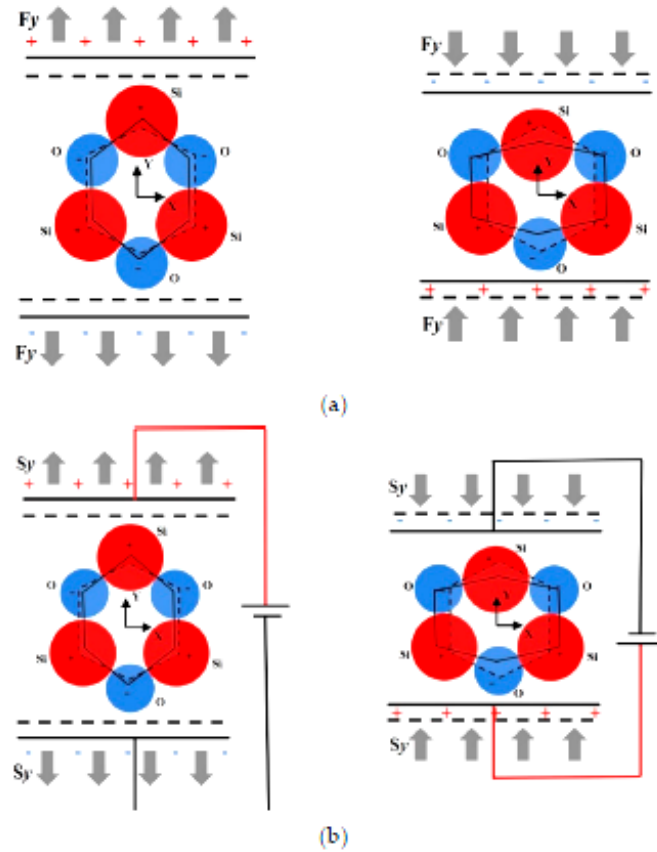 Fy
+ + + + +
Si
O
O
Y
X
Si
Si
O
- - - - -
Fy
Fy
- - - - -
Si
O
O
Y
X
Si
Si
O
+ + + + +
Fy
(a)
Sy
+ + + + +
Si
O
O
Y
X
Si
Si
O
- - - - -
Sy
Sy
- - - - -
Si
O
O
Y
X
Si
Si
O
+ + + + +
Sy
(b)